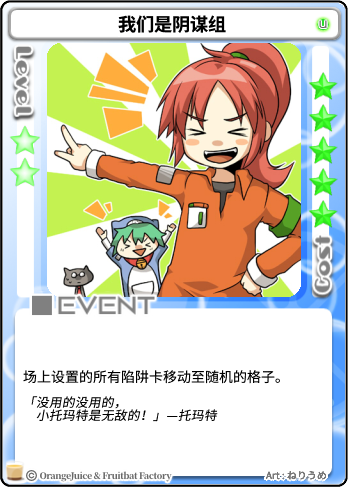 我们是阴谋组
U
Level
Cost
EVENT
场上设置的所有陷阱卡移动至随机的格子。
「没用的没用的，
小托玛特是无敌的！」—托玛特
© OrangeJuice & Fruitbat Factory
Art.: ねりうめ